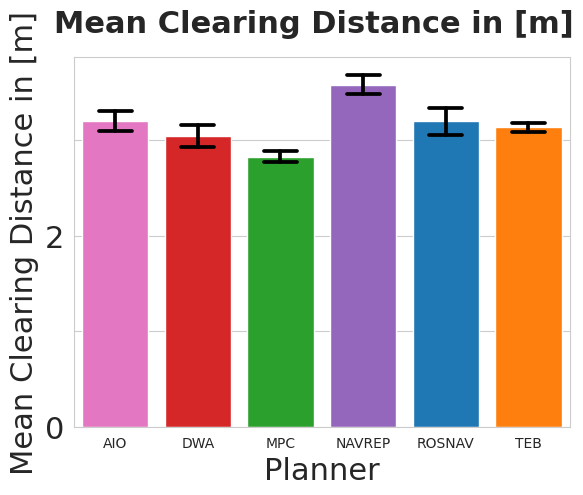 Mean Clearing Distance in [m]
Mean Clearing Distance in [m]
2
0
AIO DWA MPC NAVREP ROSNAV TEB
Planner